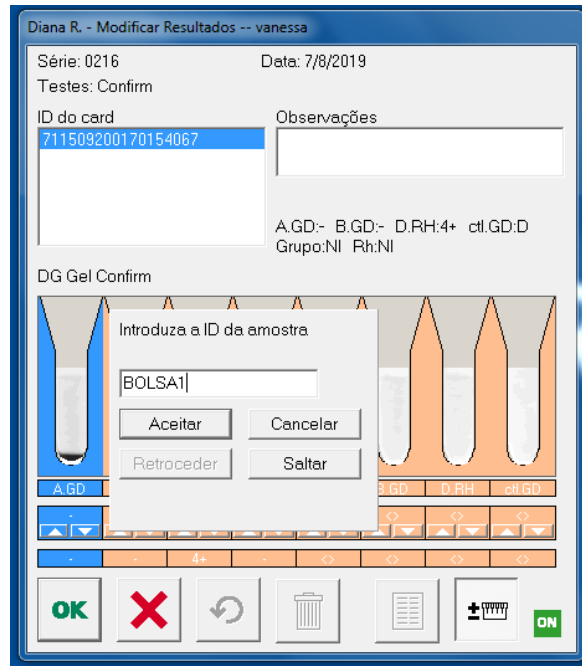 Diana R. - Modificar Resultados -- vanessa
Série: 0216 Data: 7/8/2019
Testes: Confirm
ID do card Observações
711509200170154067
A.GD:- B.GD:- D.RH:4+ ctl.GD:D
Grupo:NI Rh:NI
DG Gel Confirm
Introduza a ID da amostra
BOLSA1
Aceitar Cancelar
Retroceder Saltar
A.GD B.GD D.RH ctl.GD
- <> <> <>
- - 4+ - <> <> <> <>
OK ± ON